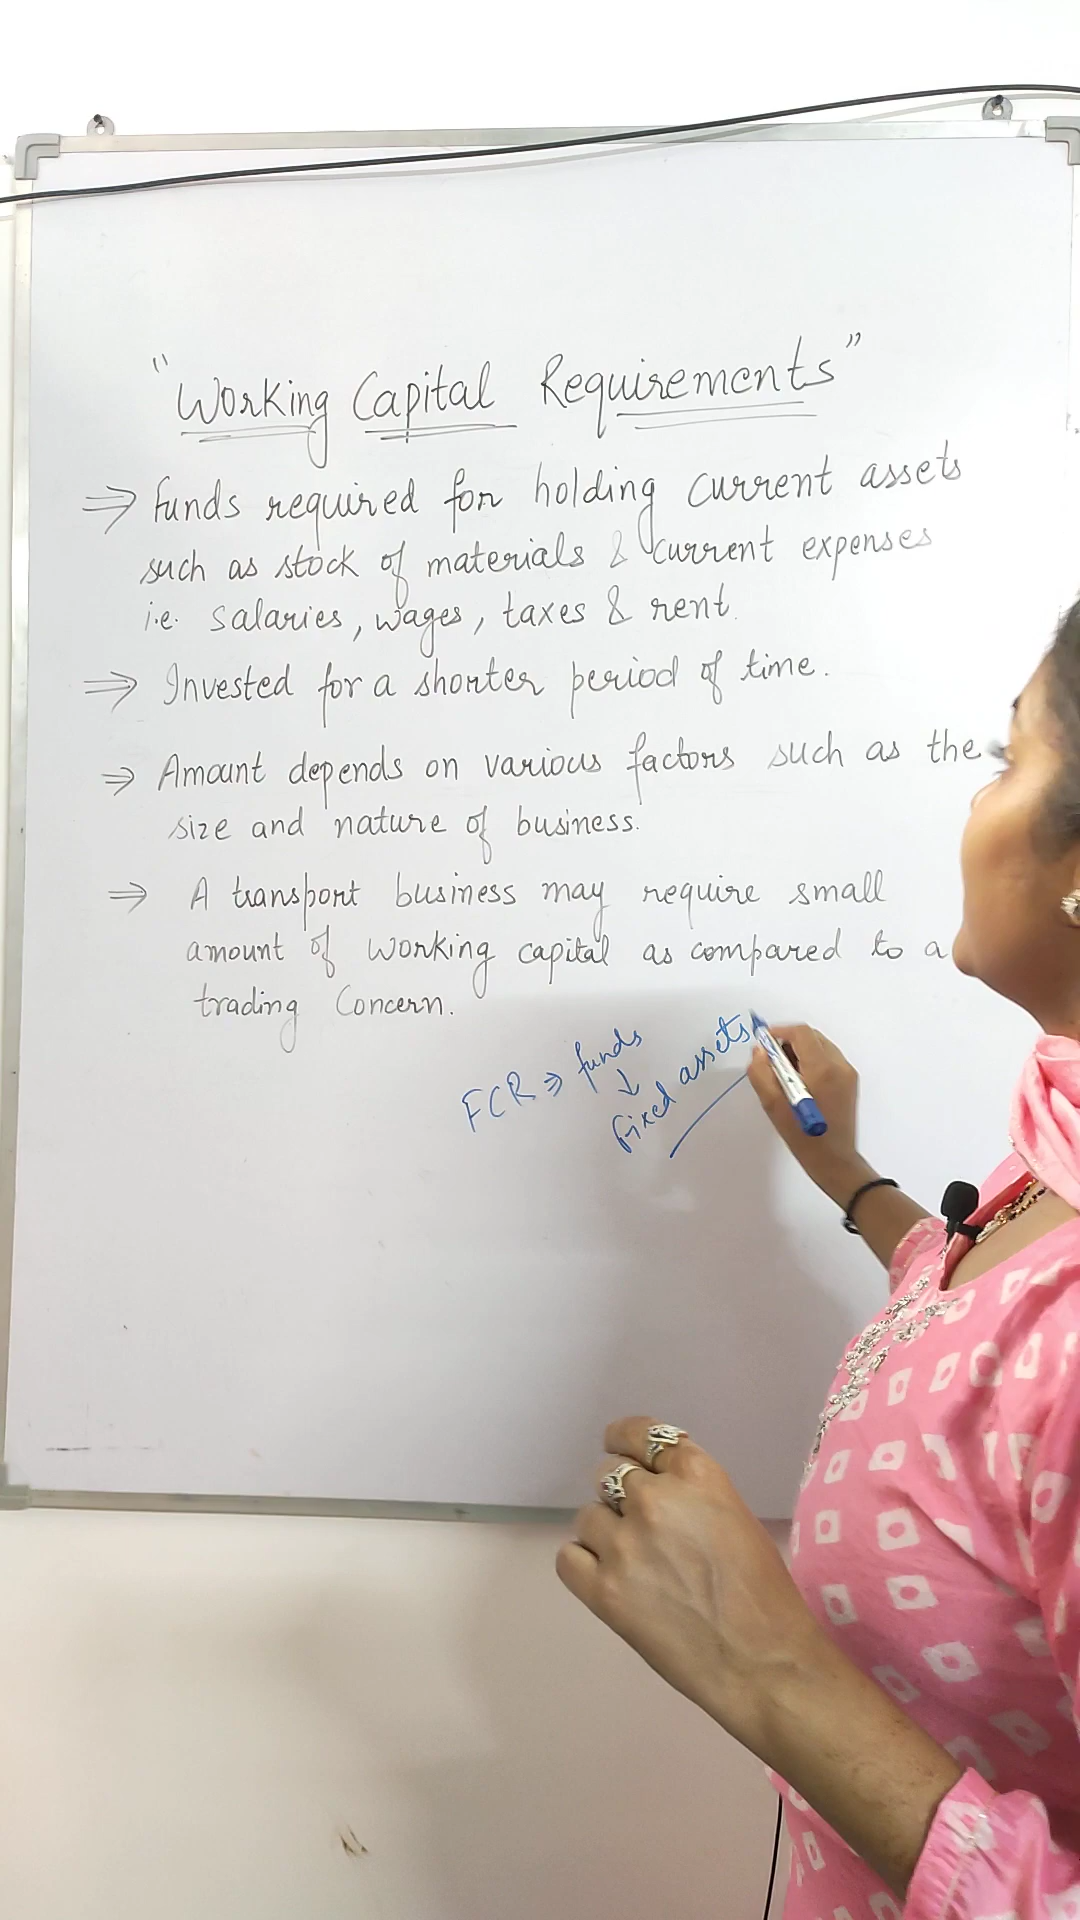 "Working Capital Requirements"
⇒ Funds required for holding current assets
such as stock of materials & current expenses
i.e. salaries, wages, taxes & rent.
⇒ Invested for a shorter period of time.
⇒ Amount depends on various factors such as the
size and nature of business.
⇒ A transport business may require small
amount of working capital as compared to a
trading Concern.
FCR ⇒ funds
↓
Fixed assets